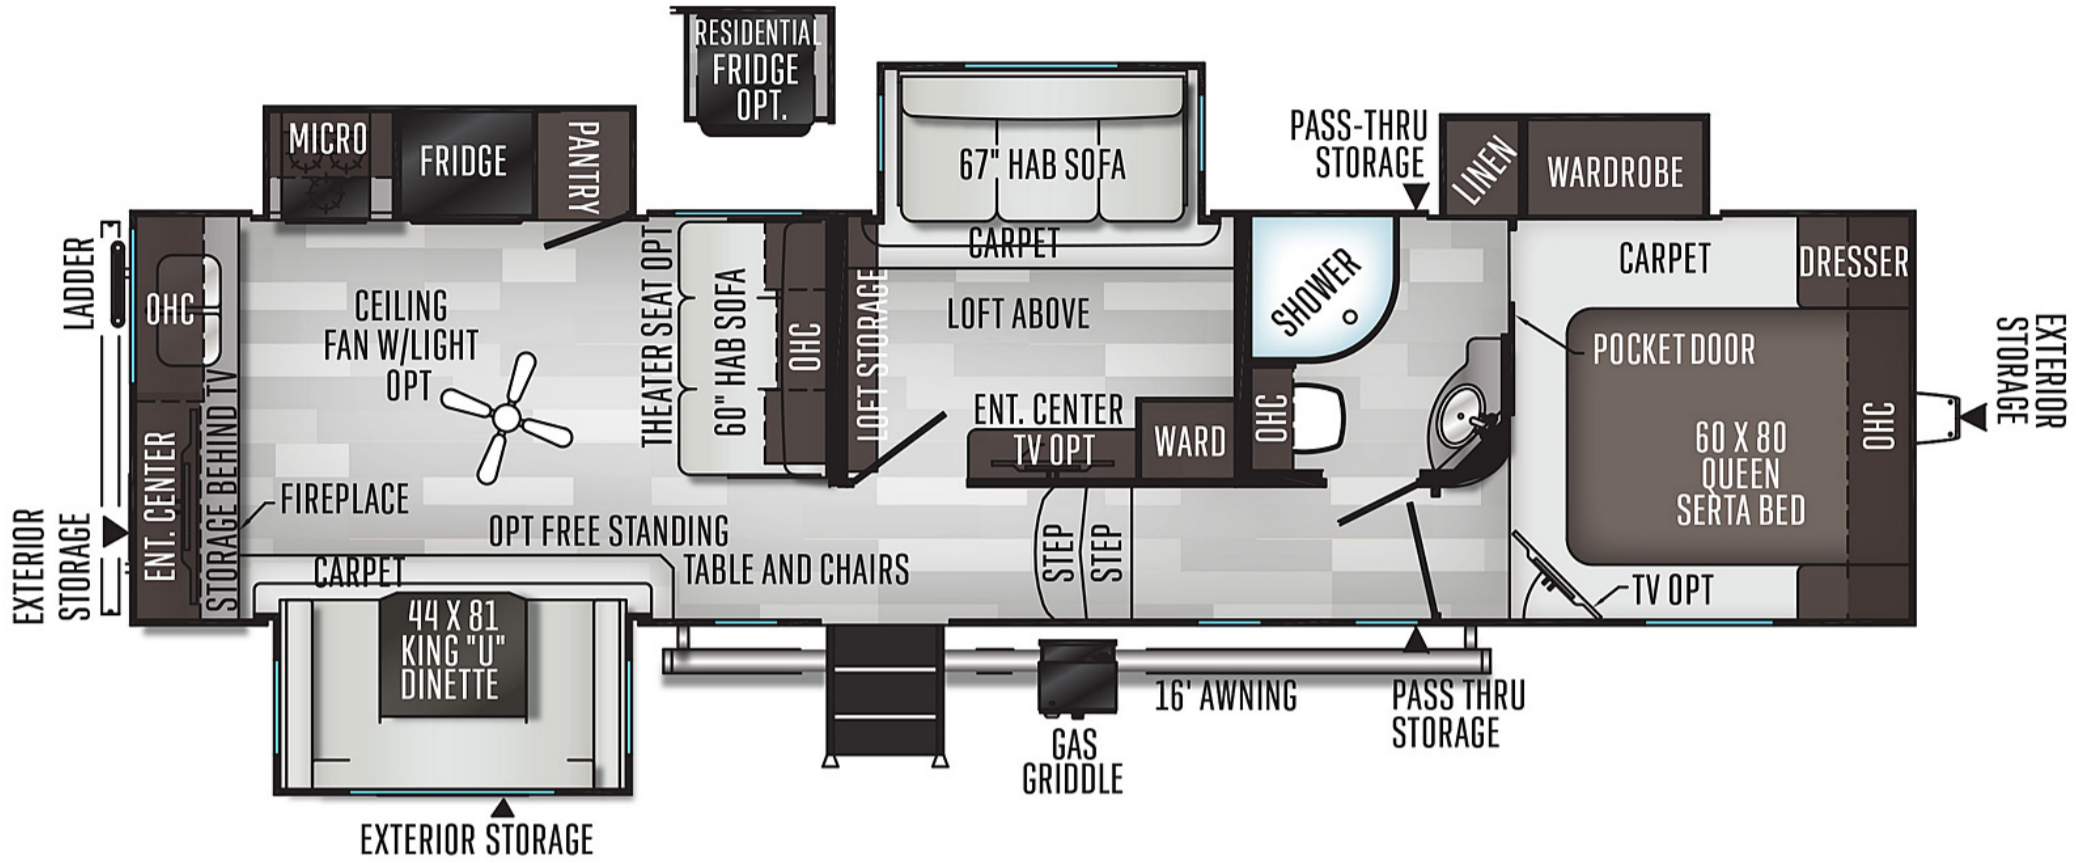 RESIDENTIAL
FRIDGE
OPT.
MICRO
FRIDGE
PANTRY
67" HAB SOFA
CARPET
PASS-THRU
STORAGE
LINEN
WARDROBE
LADDER
OHC
CEILING
FAN W/LIGHT
OPT
THEATER SEAT OPT
60" HAB SOFA
OHC
LOFT STORAGE
LOFT ABOVE
ENT. CENTER
TV OPT
WARD
SHOWER
OHC
CARPET
DRESSER
POCKET DOOR
60 X 80
QUEEN
SERTA BED
OHC
EXTERIOR
STORAGE
EXTERIOR
STORAGE
ENT. CENTER
STORAGE BEHIND TV
FIREPLACE
OPT FREE STANDING
TABLE AND CHAIRS
CARPET
STEP
STEP
TV OPT
44 X 81
KING "U"
DINETTE
EXTERIOR STORAGE
GAS
GRIDDLE
16' AWNING
PASS THRU
STORAGE